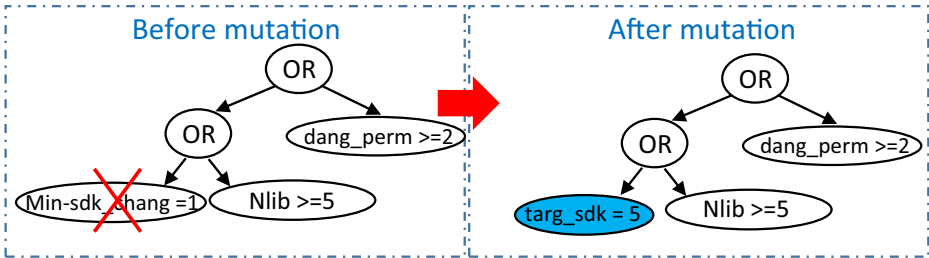 Before mutation
OR
OR
dang_perm >=2
Min-sdk_chang =1
Nlib >=5
After mutation
OR
OR
dang_perm >=2
targ_sdk = 5
Nlib >=5